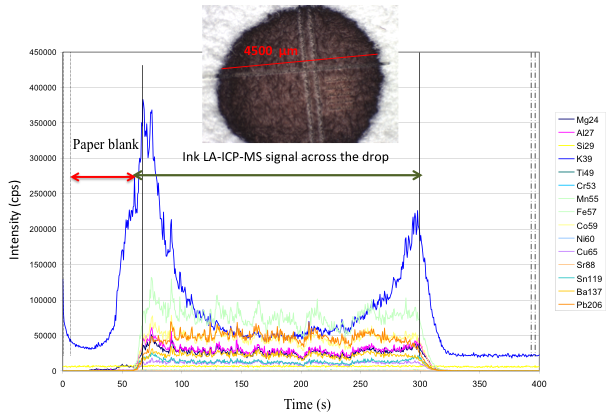 4500 µm
450000
400000
350000
300000
250000
200000
150000
100000
50000
0
Intensity (cps)
Paper blank
Ink LA-ICP-MS signal across the drop
0 50 100 150 200 250 300 350 400
Time (s)
Mg24
Al27
Si29
K39
Ti49
Cr53
Mn55
Fe57
Co59
Ni60
Cu65
Sr88
Sn119
Ba137
Pb206